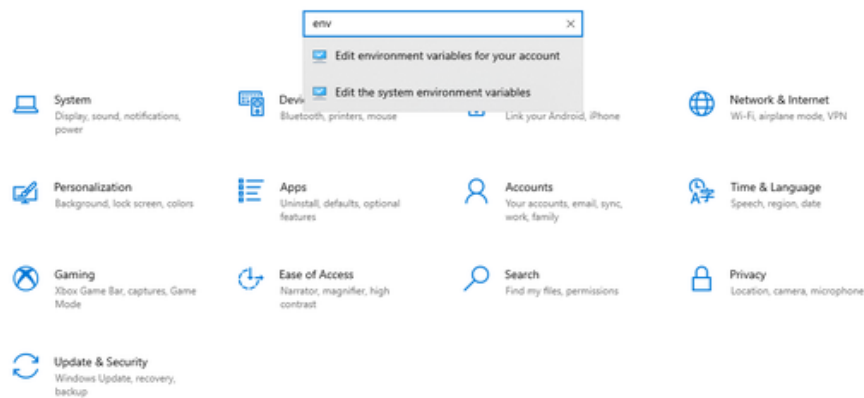 env
Edit environment variables for your account
Edit the system environment variables
System
Display, sound, notifications,
power
Devi
Bluetooth, printers, mouse
Link your Android, iPhone
Network & Internet
Wi-Fi, airplane mode, VPN
Personalization
Background, lock screen, colors
Apps
Uninstall, defaults, optional
features
Accounts
Your accounts, email, sync,
work, family
Time & Language
Speech, region, date
Gaming
Xbox Game Bar, captures, Game
Mode
Ease of Access
Narrator, magnifier, high
contrast
Search
Find my files, permissions
Privacy
Location, camera, microphone
Update & Security
Windows Update, recovery,
backup